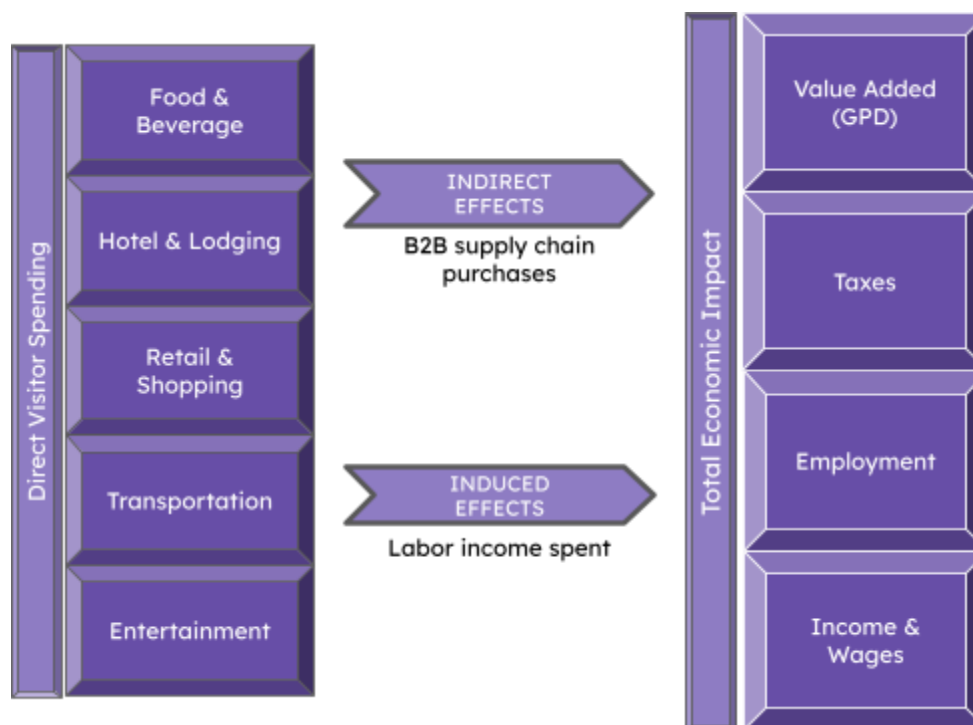 Direct Visitor Spending
Food &
Beverage
Hotel & Lodging
Retail &
Shopping
Transportation
Entertainment
INDIRECT
EFFECTS
B2B supply chain
purchases
INDUCED
EFFECTS
Labor income spent
Total Economic Impact
Value Added
(GPD)
Taxes
Employment
Income &
Wages